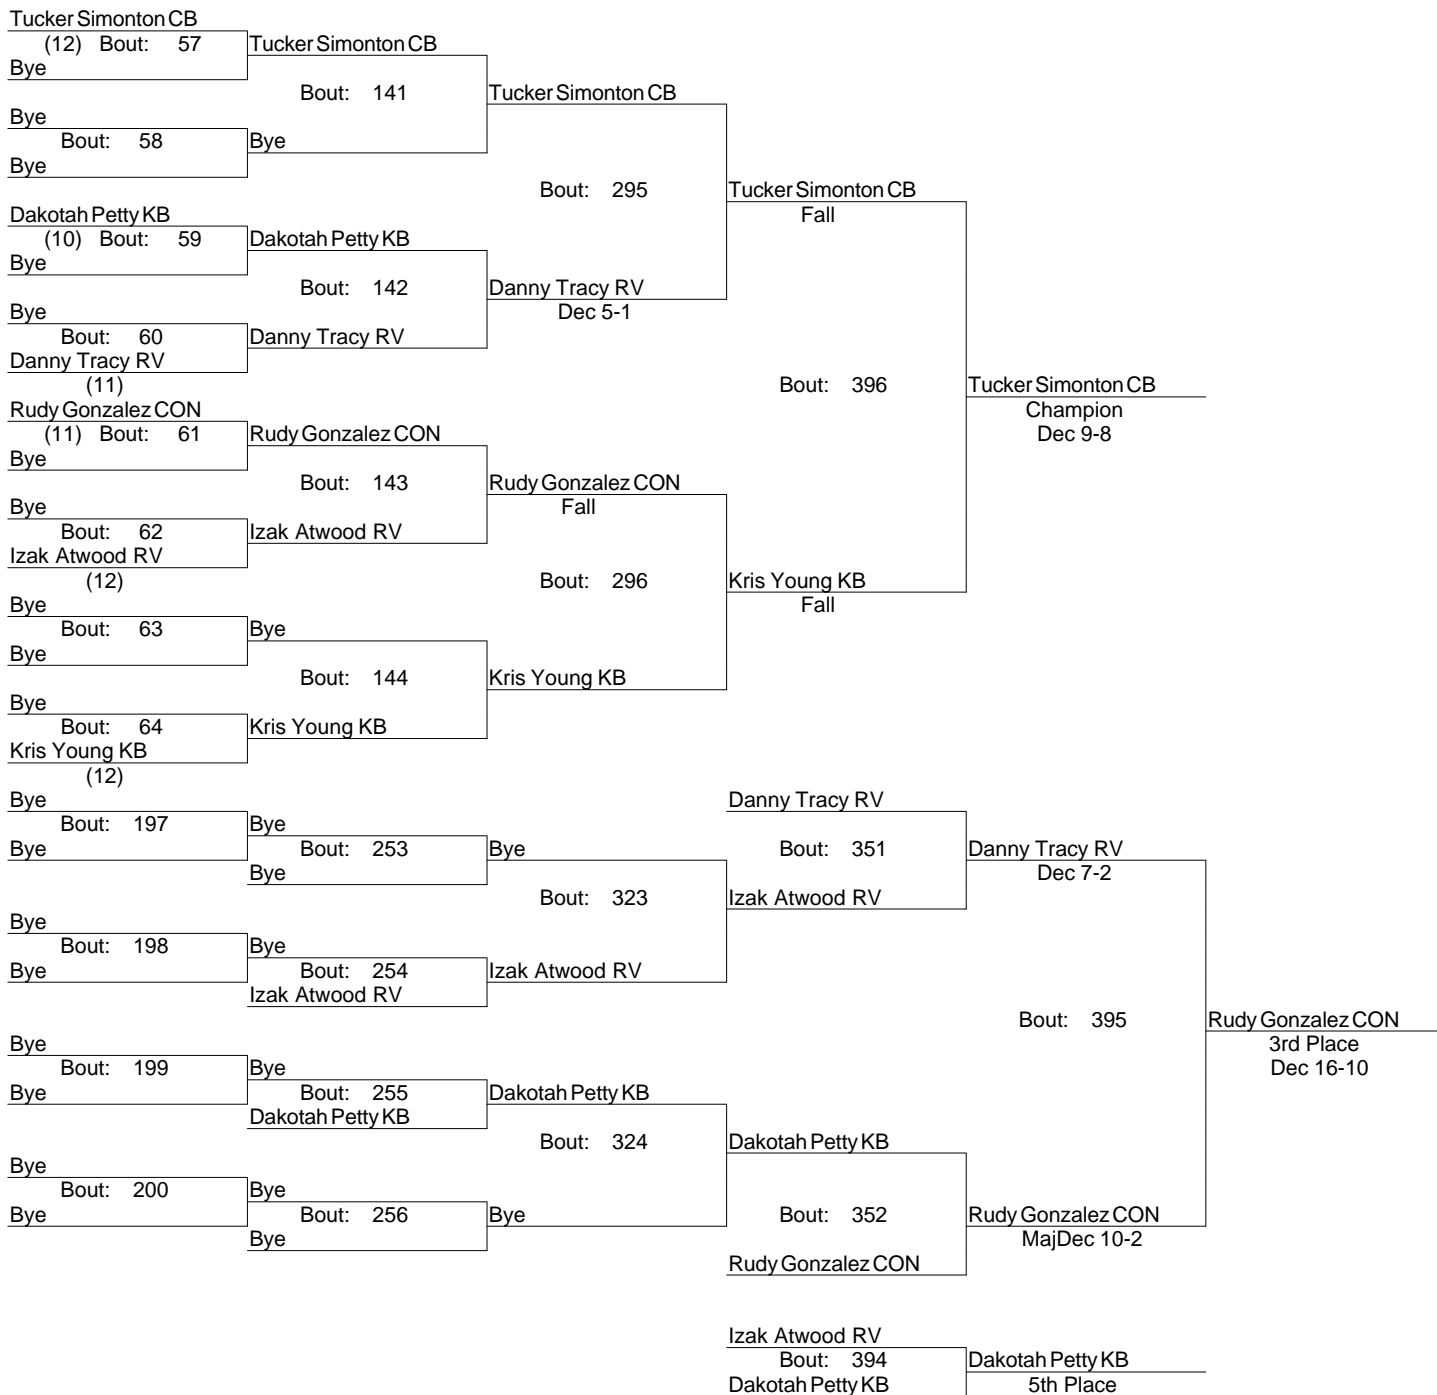 Tucker Simonton CB
(12) Bout: 57
Bye
Tucker Simonton CB
Bout: 141
Tucker Simonton CB
Bye
Bout: 58
Bye
Bye
Bout: 295
Tucker Simonton CB
Fall
Dakotah Petty KB
(10) Bout: 59
Bye
Dakotah Petty KB
Bout: 142
Danny Tracy RV
Dec 5-1
Bye
Bout: 60
Danny Tracy RV
(11)
Danny Tracy RV
Bout: 396
Tucker Simonton CB
Champion
Dec 9-8
Rudy Gonzalez CON
(11) Bout: 61
Bye
Rudy Gonzalez CON
Bout: 143
Rudy Gonzalez CON
Fall
Bye
Bout: 62
Izak Atwood RV
(12)
Izak Atwood RV
Bout: 296
Kris Young KB
Fall
Bye
Bout: 63
Bye
Bye
Bout: 144
Kris Young KB
Bye
Bout: 64
Kris Young KB
(12)
Kris Young KB
Bye
Bout: 197
Bye
Bye
Bout: 253
Bye
Bye
Bout: 323
Danny Tracy RV
Bout: 351
Izak Atwood RV
Danny Tracy RV
Dec 7-2
Bye
Bout: 198
Bye
Bye
Bout: 254
Izak Atwood RV
Izak Atwood RV
Bout: 395
Rudy Gonzalez CON
3rd Place
Dec 16-10
Bye
Bout: 199
Bye
Bye
Bout: 255
Dakotah Petty KB
Dakotah Petty KB
Bout: 324
Dakotah Petty KB
Bye
Bout: 200
Bye
Bye
Bout: 256
Bye
Bye
Bout: 352
Rudy Gonzalez CON
Rudy Gonzalez CON
MajDec 10-2
Izak Atwood RV
Bout: 394
Dakotah Petty KB
Dakotah Petty KB
5th Place